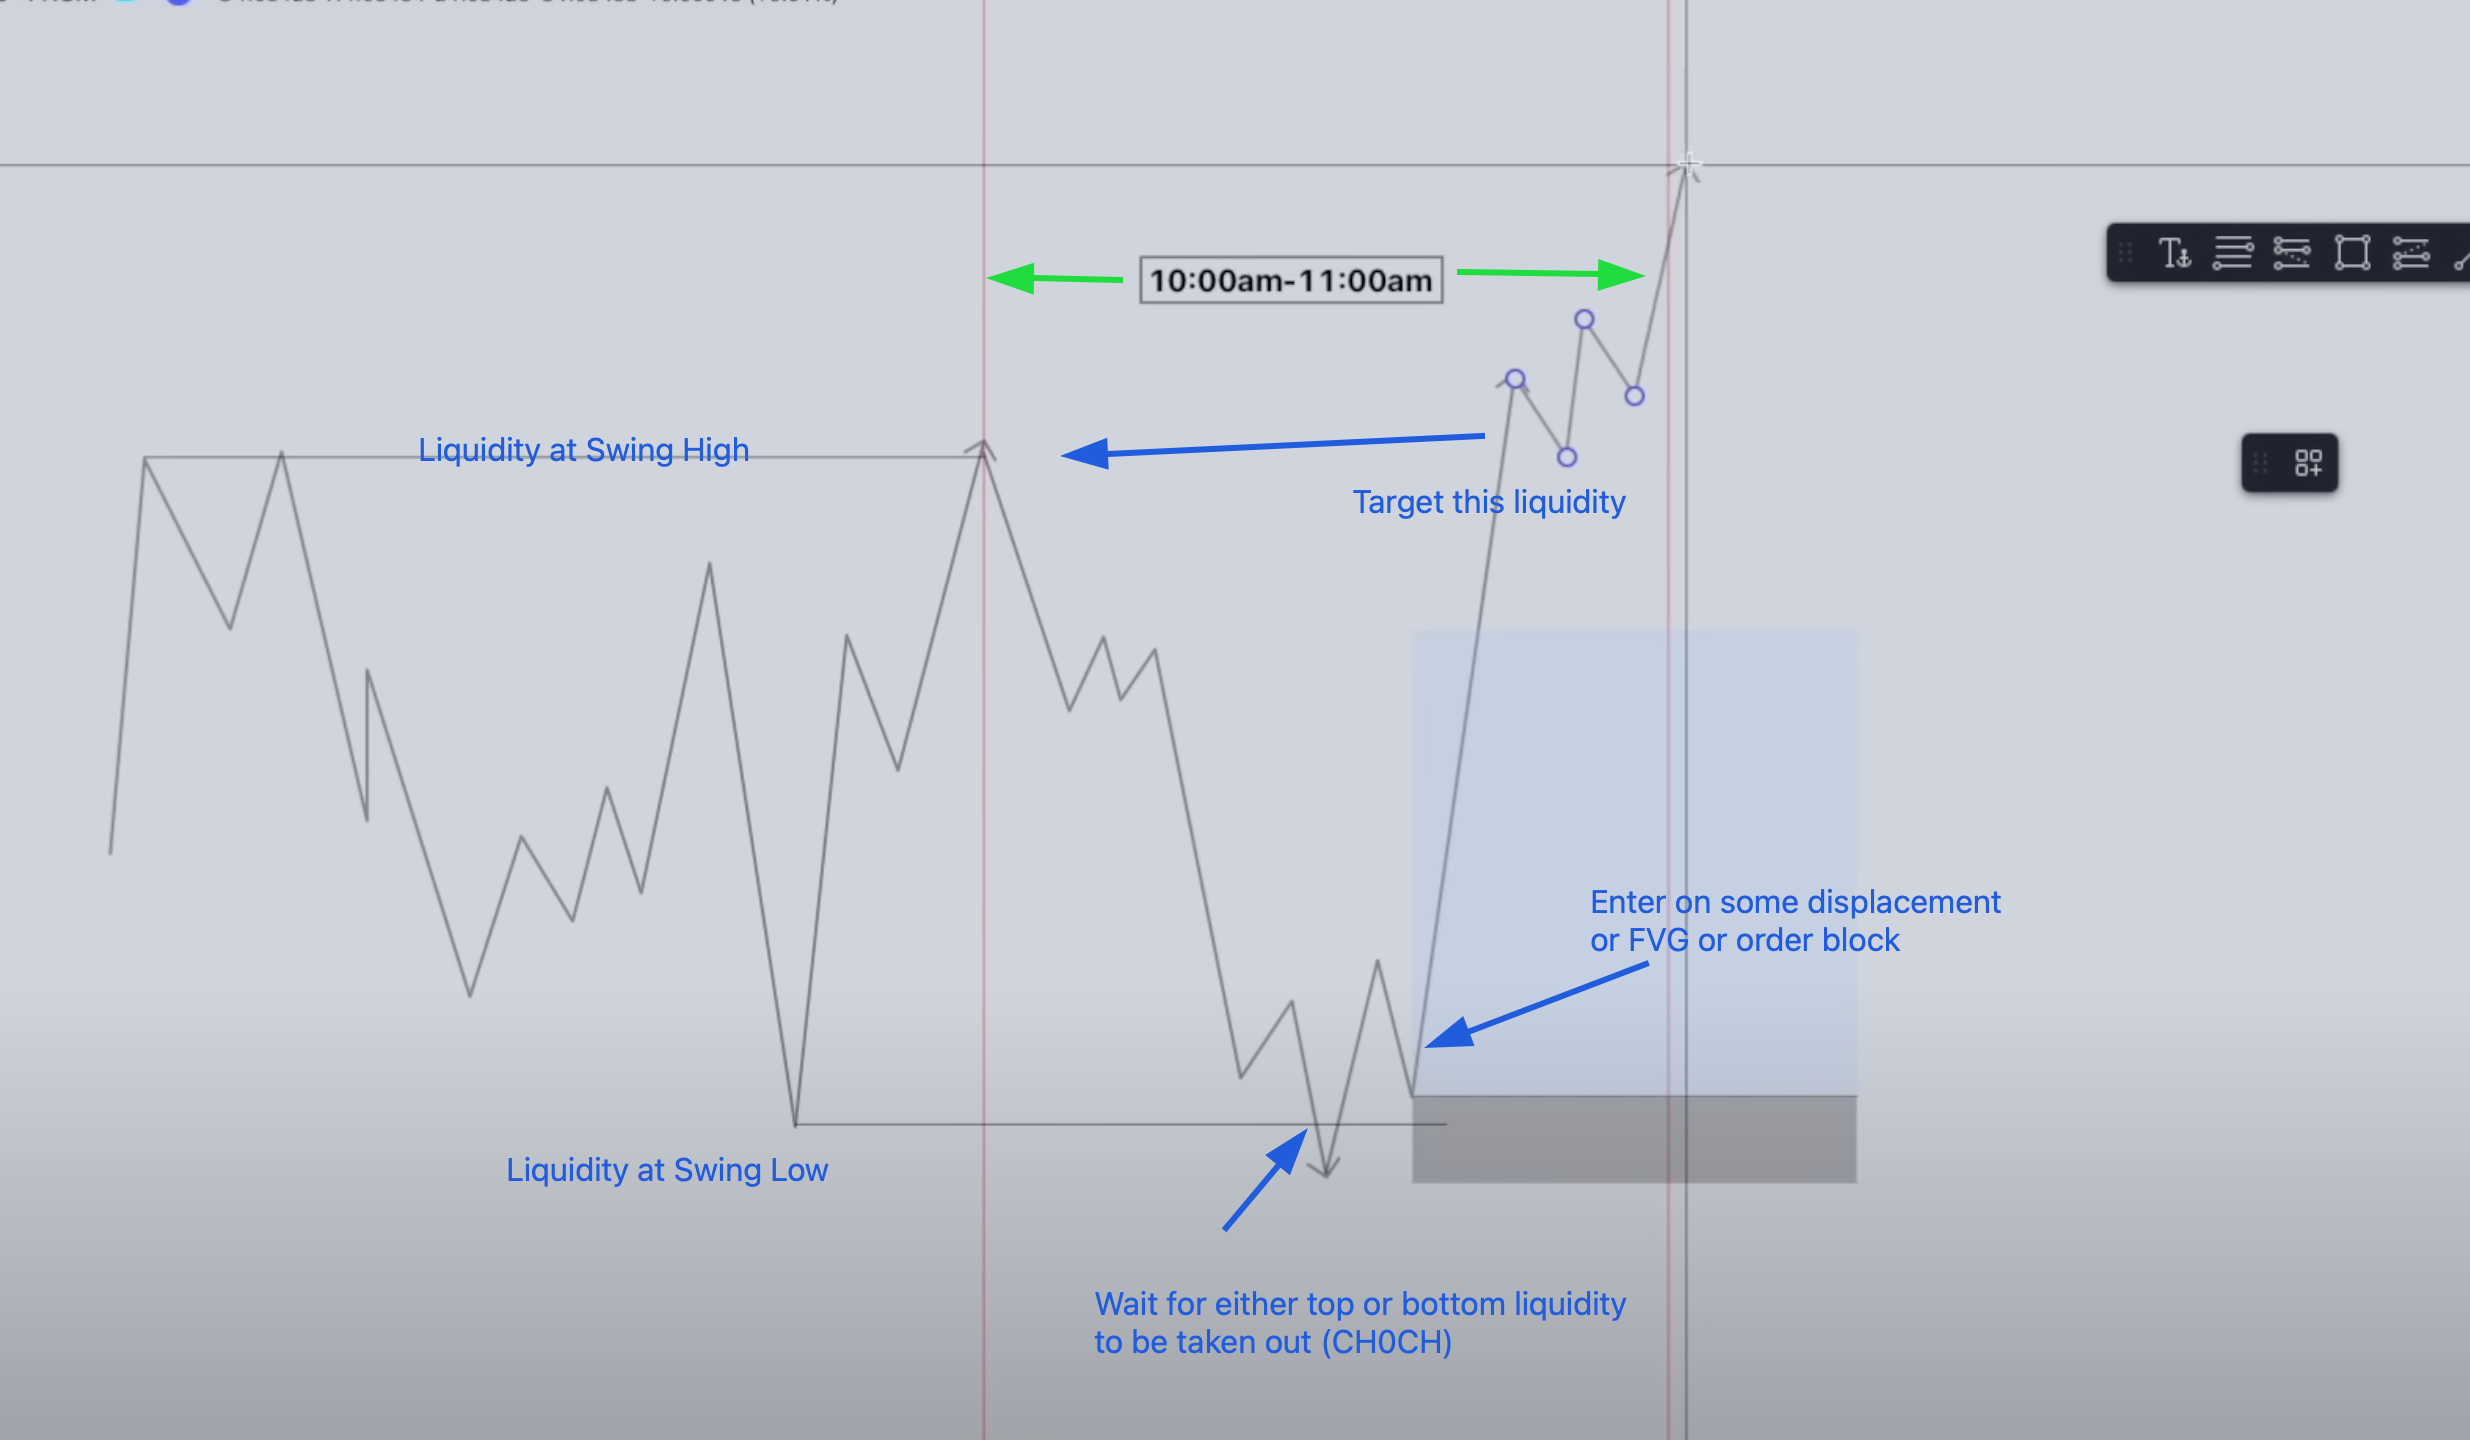 10:00am-11:00am
Liquidity at Swing High
Target this liquidity
Enter on some displacement
or FVG or order block
Liquidity at Swing Low
Wait for either top or bottom liquidity
to be taken out (CH0CH)